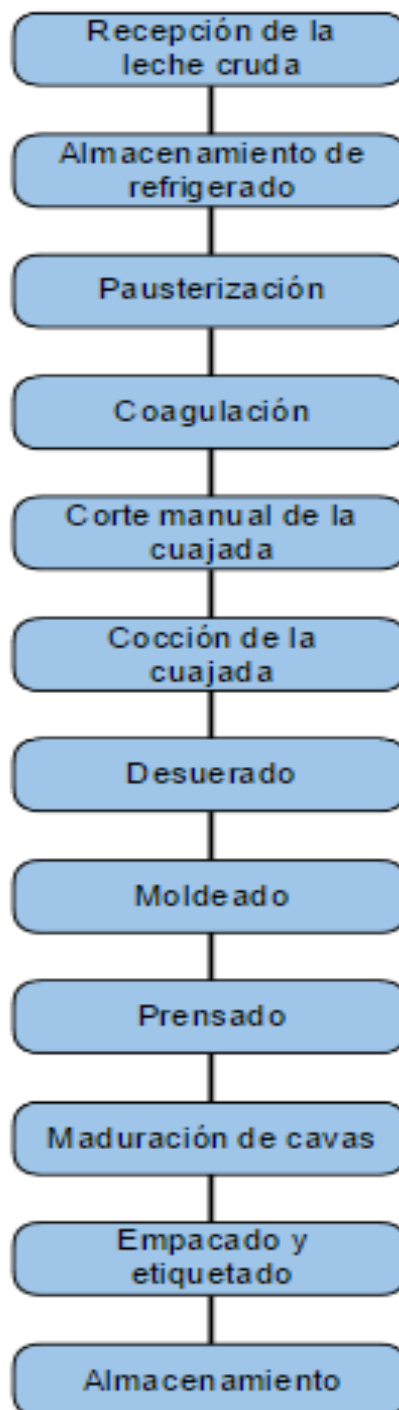 Recepción de la
leche cruda
Almacenamiento de
refrigerado
Pausterización
Coagulación
Corte manual de la
cuajada
Cocción de la
cuajada
Desuerado
Moldeado
Prensado
Maduración de cavas
Empacado y
etiquetado
Almacenamiento